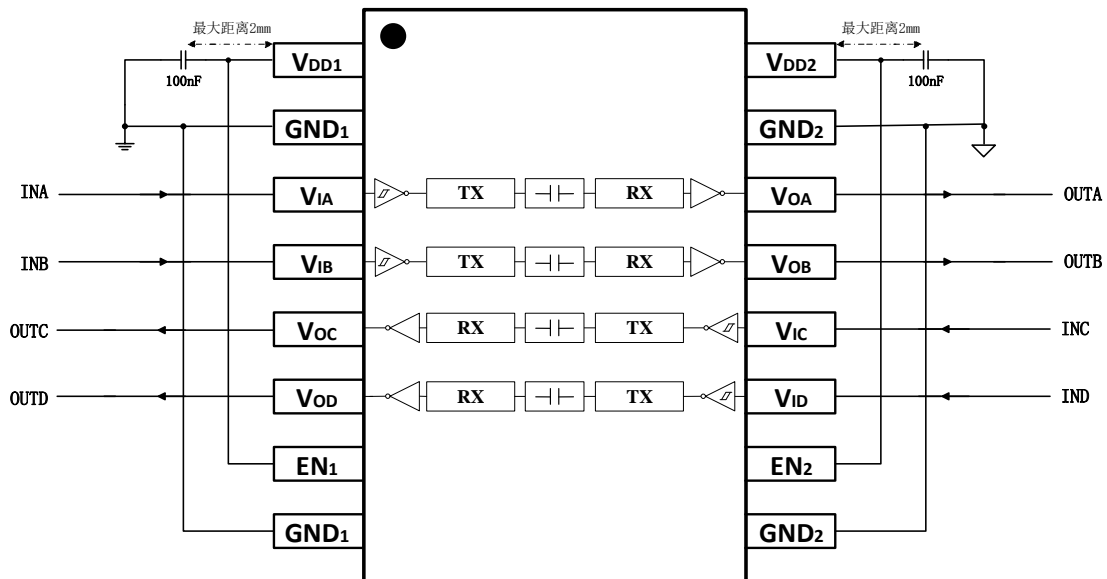 最大距离2mm 最大距离2mm
100nF VDD1 VDD2 100nF
GND1 GND2
INA VIA TX RX VOA OUTA
INB VIB TX RX VOB OUTB
OUTC VOC RX TX VIC INC
OUTD VOD RX TX VID IND
EN1 EN2
GND1 GND2